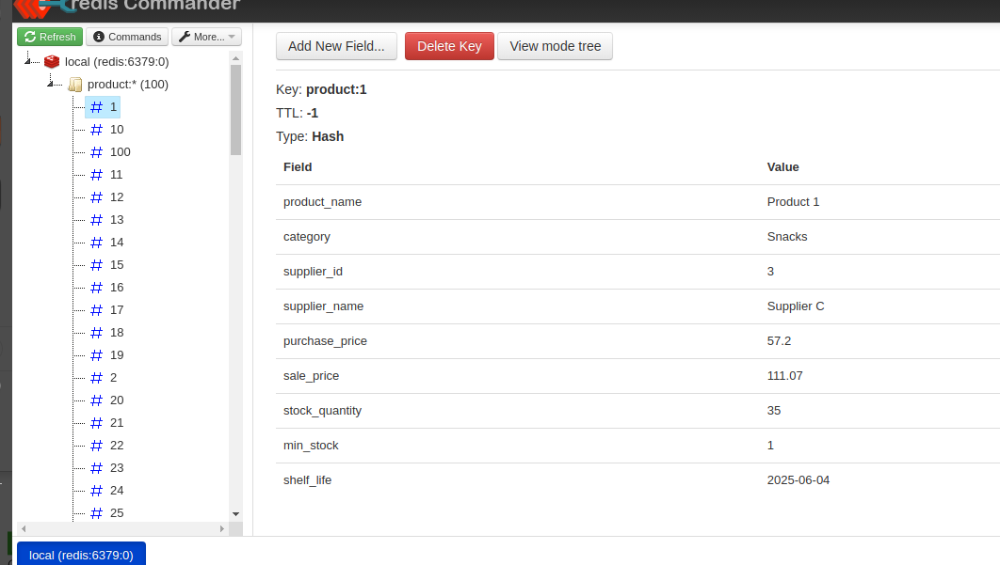 redis Commander
Refresh Commands More...
local (redis:6379:0)
product:* (100)
1
10
100
11
12
13
14
15
16
17
18
19
2
20
21
22
23
24
25
local (redis:6379:0)
Add New Field... Delete Key View mode tree
Key: product:1
TTL: -1
Type: Hash
Field Value
product_name Product 1
category Snacks
supplier_id 3
supplier_name Supplier C
purchase_price 57.2
sale_price 111.07
stock_quantity 35
min_stock 1
shelf_life 2025-06-04